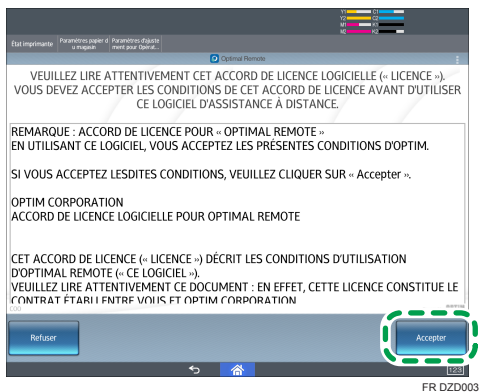 Y1 C1
Y2 C2
M1 K1
M2 K2
État imprimante
Paramètres papier d
u magasin
Paramètres d'ajuste
ment pour Opérat...
Optimal Remote
VEUILLEZ LIRE ATTENTIVEMENT CET ACCORD DE LICENCE LOGICIELLE (« LICENCE »).
VOUS DEVEZ ACCEPTER LES CONDITIONS DE CET ACCORD DE LICENCE AVANT D'UTILISER
CE LOGICIEL D'ASSISTANCE À DISTANCE.
REMARQUE : ACCORD DE LICENCE POUR « OPTIMAL REMOTE »
EN UTILISANT CE LOGICIEL, VOUS ACCEPTEZ LES PRÉSENTES CONDITIONS D'OPTIM.
SI VOUS ACCEPTEZ LESDITES CONDITIONS, VEUILLEZ CLIQUER SUR « Accepter ».
OPTIM CORPORATION
ACCORD DE LICENCE LOGICIELLE POUR OPTIMAL REMOTE
CET ACCORD DE LICENCE (« LICENCE ») DÉCRIT LES CONDITIONS D'UTILISATION
D'OPTIMAL REMOTE (« CE LOGICIEL »).
VEUILLEZ LIRE ATTENTIVEMENT CE DOCUMENT : EN EFFET, CETTE LICENCE CONSTITUE LE
CONTRAT ÉTABLI ENTRE VOUS ET OPTIM CORPORATION
Refuser
Accepter
123
FR DZD003